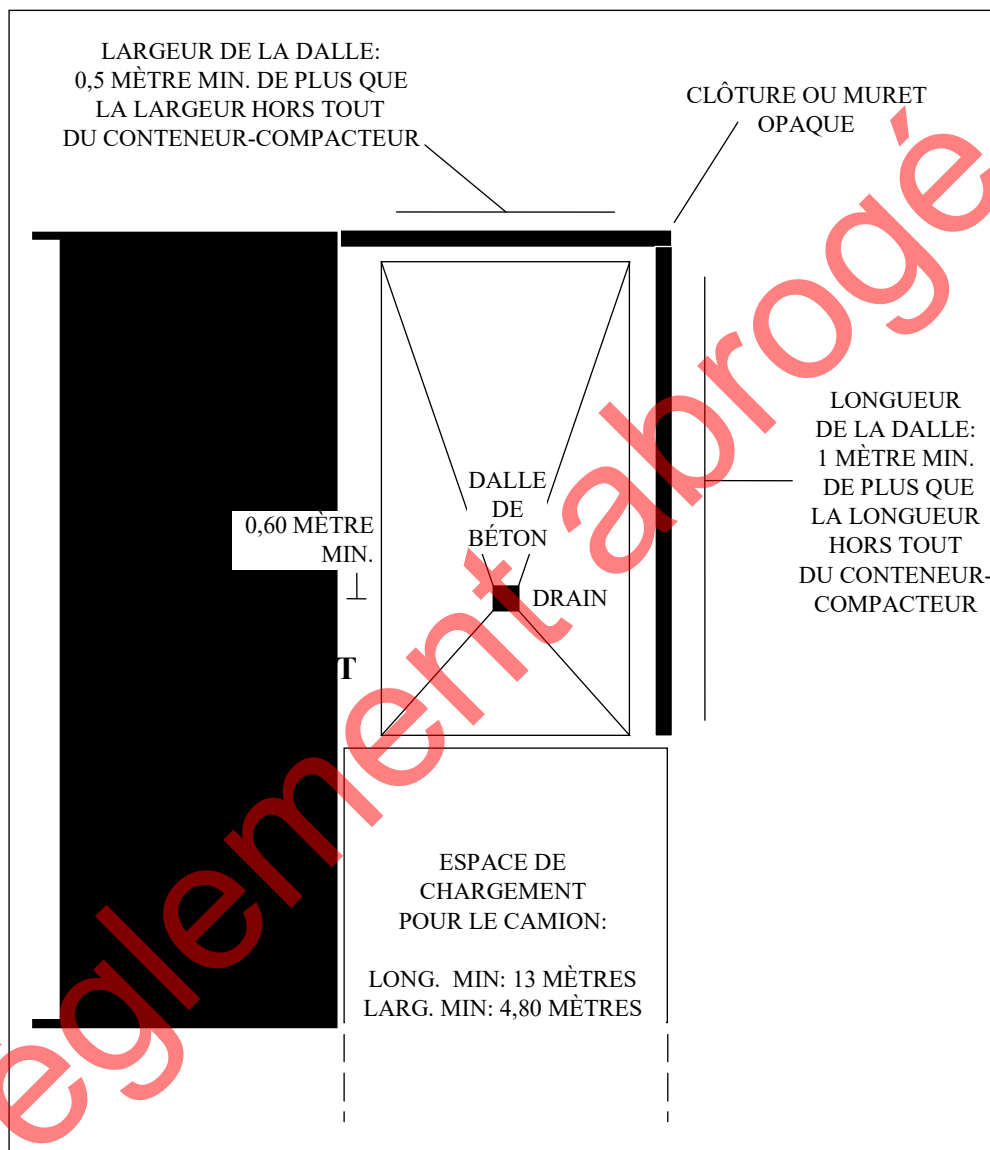 LARGEUR DE LA DALLE:
0,5 MÈTRE MIN. DE PLUS QUE
LA LARGEUR HORS TOUT
DU CONTENEUR-COMPACTEUR
CLÔTURE OU MURET
OPAQUE
LONGUEUR
DE LA DALLE:
1 MÈTRE MIN.
DE PLUS QUE
LA LONGUEUR
HORS TOUT
DU CONTENEUR-
COMPACTEUR
DALLE
DE
BÉTON
0,60 MÈTRE
MIN.
DRAIN
T
ESPACE DE
CHARGEMENT
POUR LE CAMION:
LONG. MIN: 13 MÈTRES
LARG. MIN: 4,80 MÈTRES
èglement abrogé